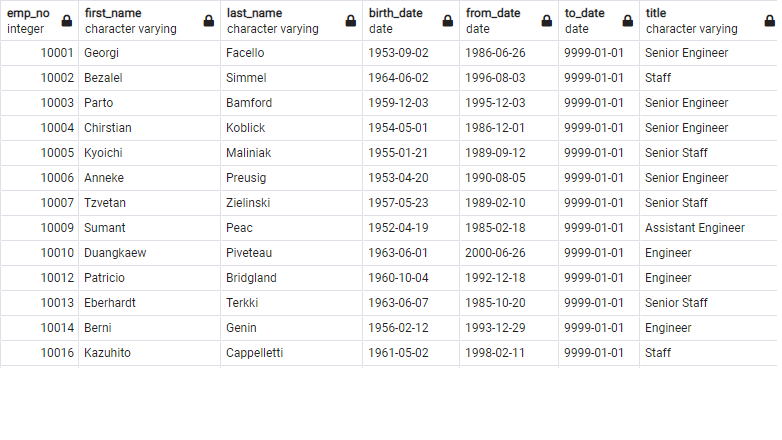 emp_no first_name last_name birth_date from_date to_date title
integer character varying character varying date date date character varying
10001 Georgi Facello 1953-09-02 1986-06-26 9999-01-01 Senior Engineer
10002 Bezalel Simmel 1964-06-02 1996-08-03 9999-01-01 Staff
10003 Parto Bamford 1959-12-03 1995-12-03 9999-01-01 Senior Engineer
10004 Chirstian Koblick 1954-05-01 1986-12-01 9999-01-01 Senior Engineer
10005 Kyoichi Maliniak 1955-01-21 1989-09-12 9999-01-01 Senior Staff
10006 Anneke Preusig 1953-04-20 1990-08-05 9999-01-01 Senior Engineer
10007 Tzvetan Zielinski 1957-05-23 1989-02-10 9999-01-01 Senior Staff
10009 Sumant Peac 1952-04-19 1985-02-18 9999-01-01 Assistant Engineer
10010 Duangkaew Piveteau 1963-06-01 2000-06-26 9999-01-01 Engineer
10012 Patricio Bridgland 1960-10-04 1992-12-18 9999-01-01 Engineer
10013 Eberhardt Terkki 1963-06-07 1985-10-20 9999-01-01 Senior Staff
10014 Berni Genin 1956-02-12 1993-12-29 9999-01-01 Engineer
10016 Kazuhito Cappelletti 1961-05-02 1998-02-11 9999-01-01 Staff